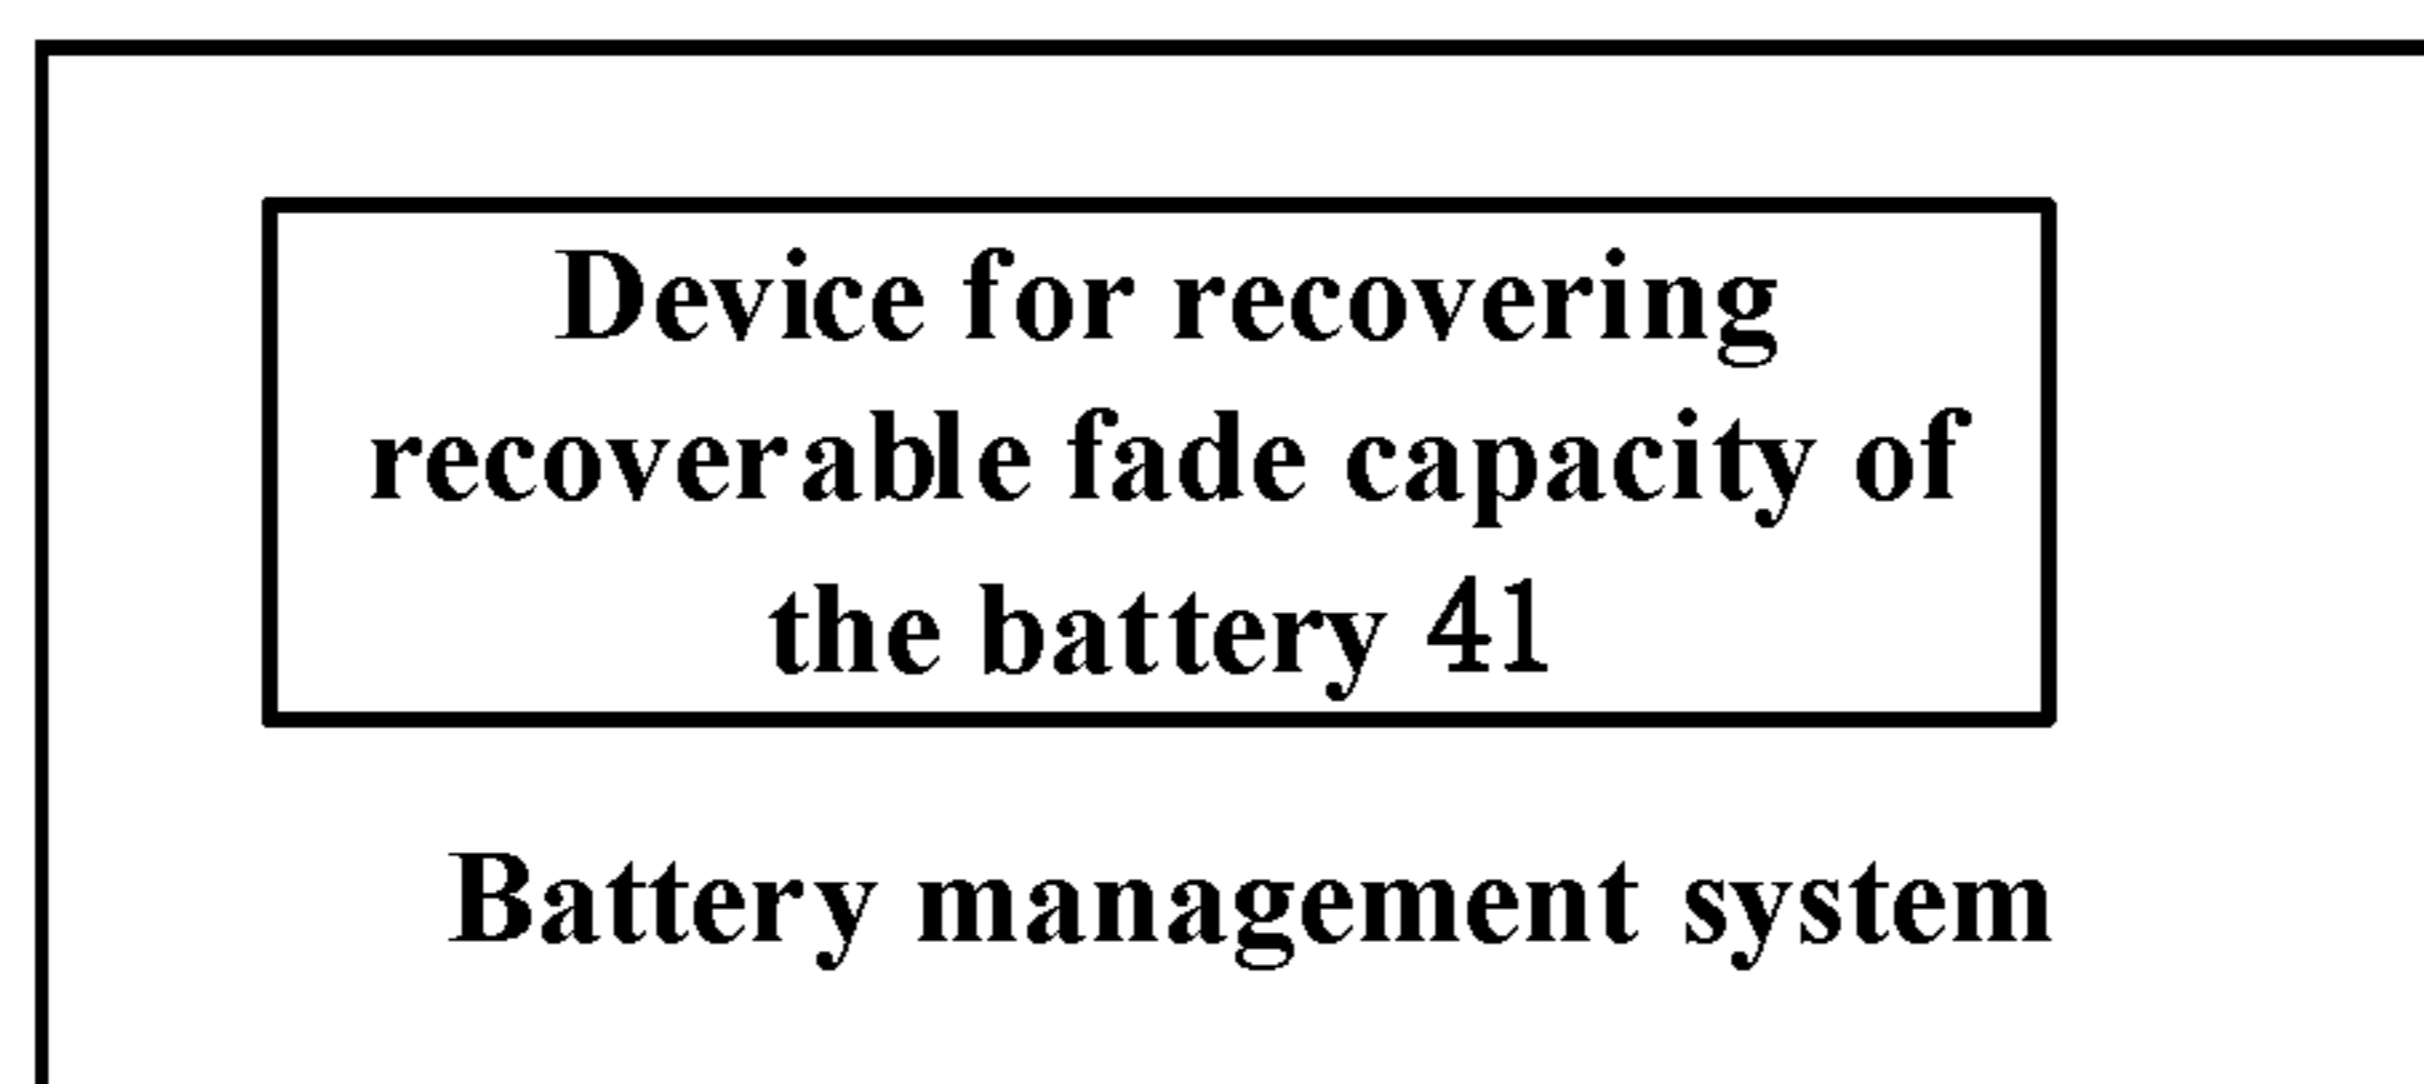 Device for recovering
recoverable fade capacity of
the battery 41
Battery management system